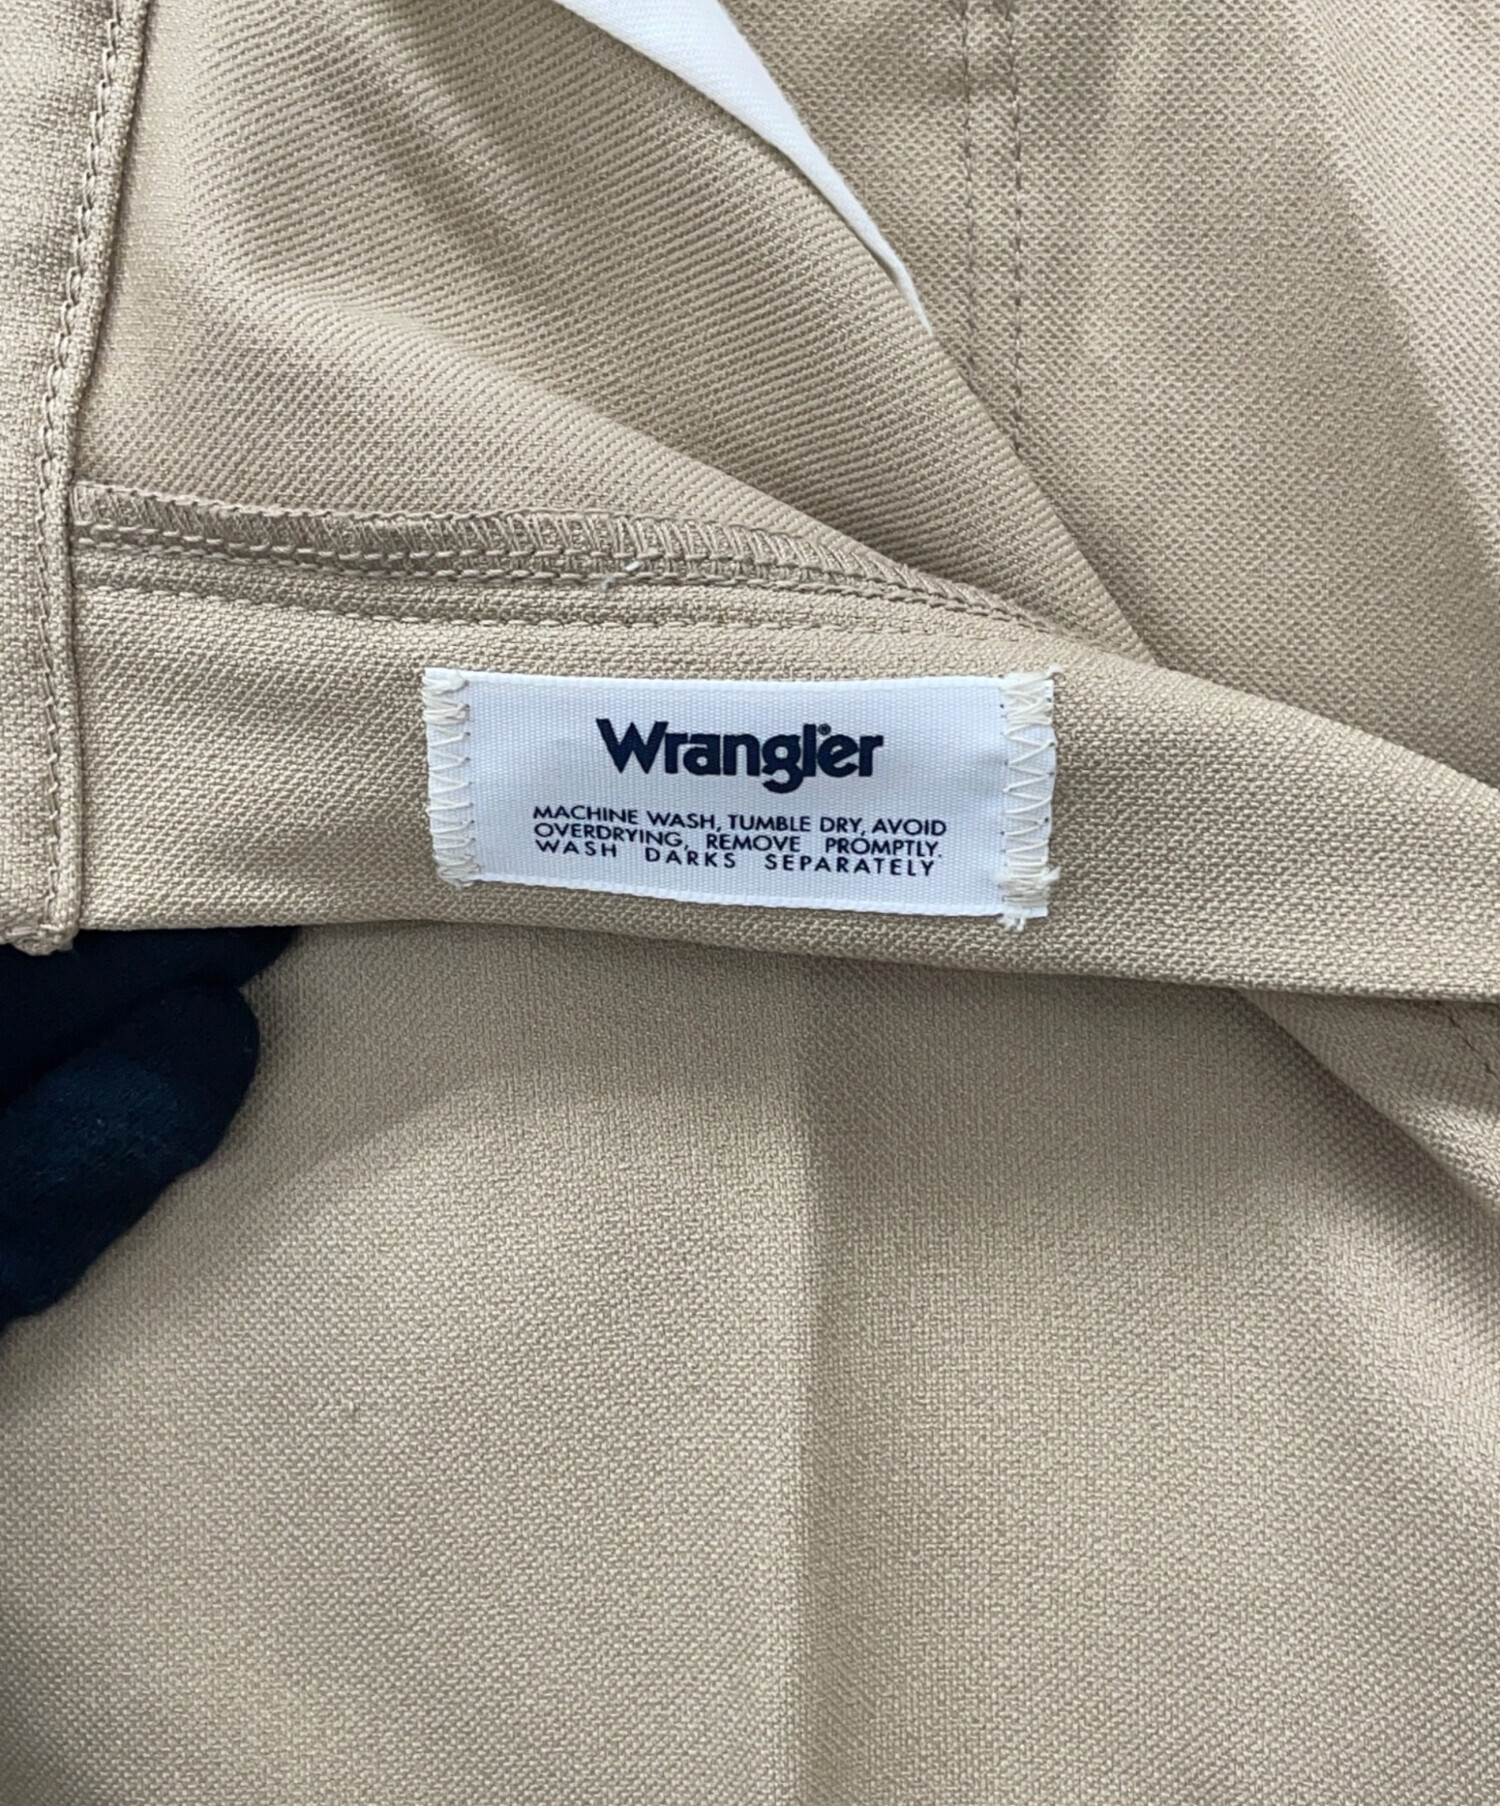 Wrangler®
MACHINE WASH, TUMBLE DRY, AVOID
OVERDRYING, REMOVE PROMPTLY.
WASH DARKS SEPARATELY